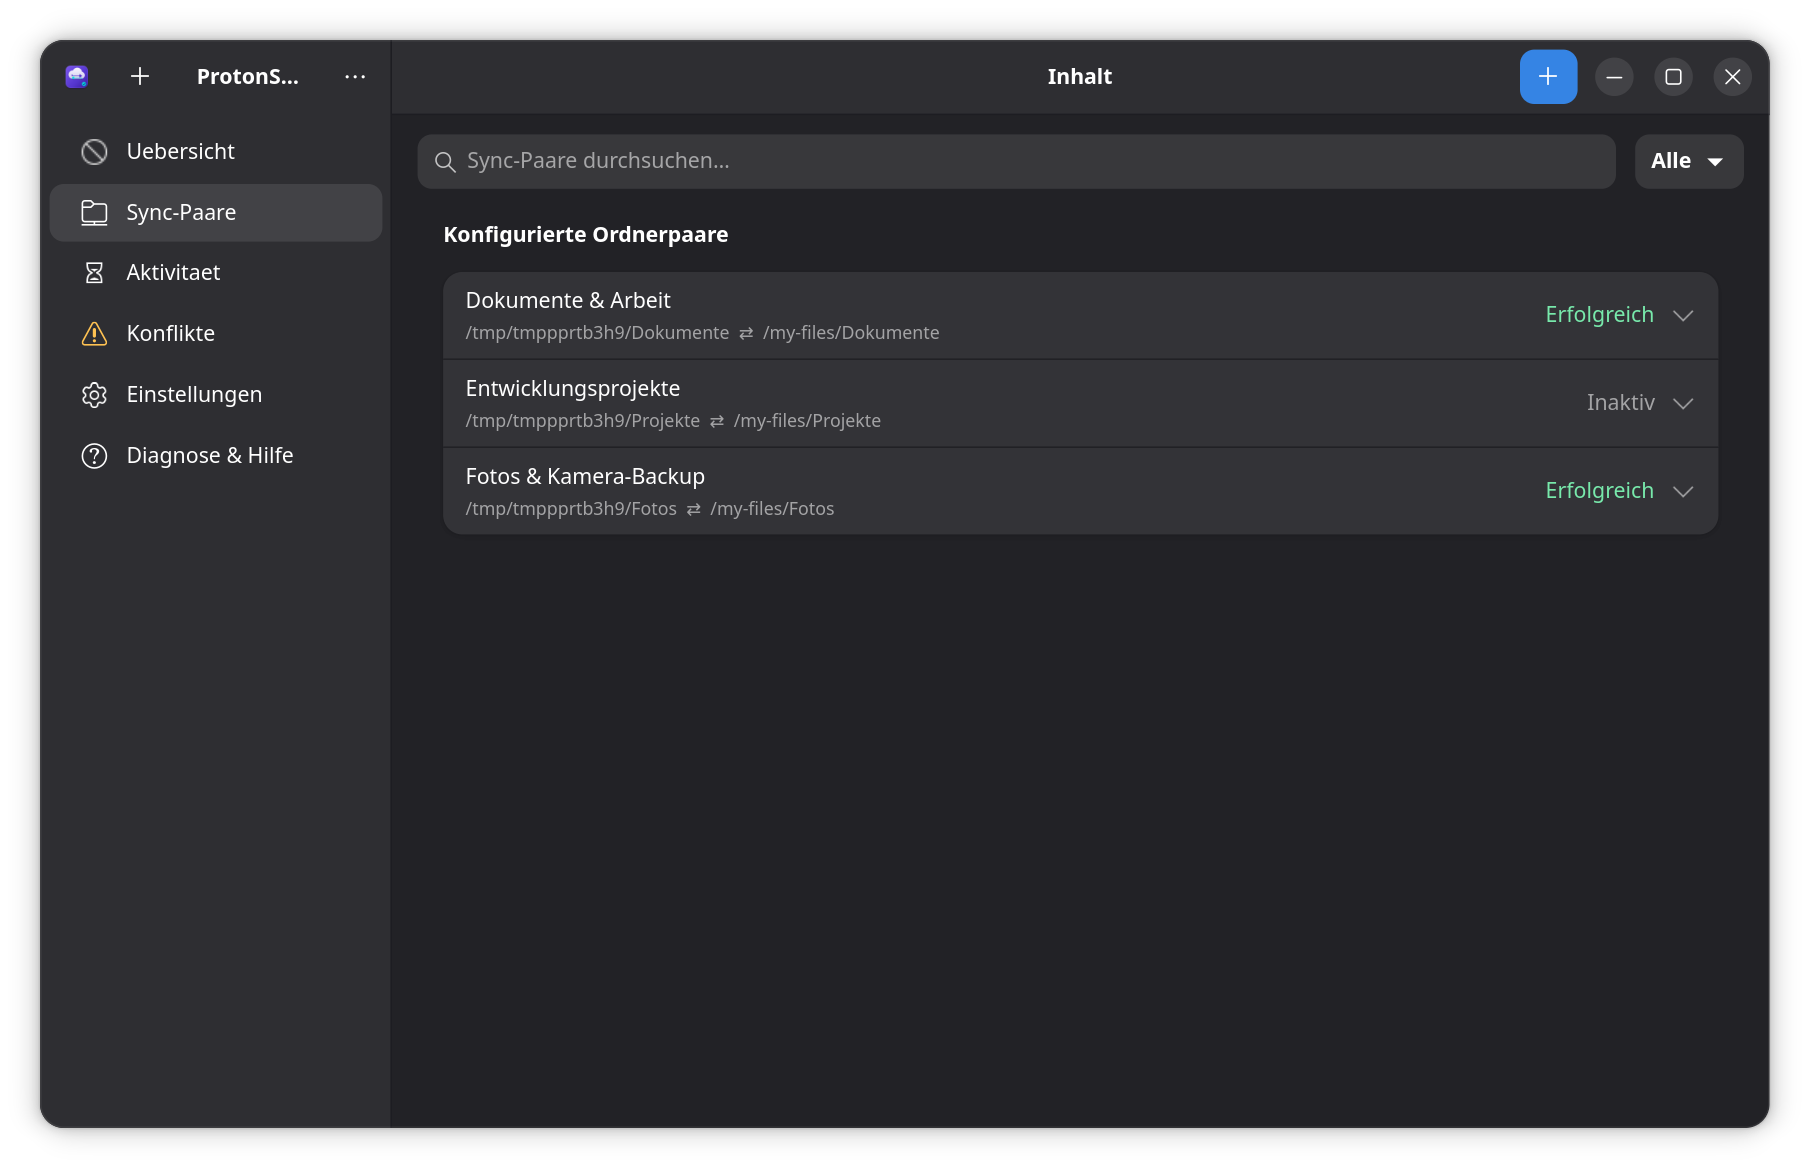 ProtonS...
Inhalt
Uebersicht
Sync-Paare
Aktivitaet
Konflikte
Einstellungen
Diagnose & Hilfe
Sync-Paare durchsuchen...
Alle
Konfigurierte Ordnerpaare
Dokumente & Arbeit
/tmp/tmppprtb3h9/Dokumente ⇄ /my-files/Dokumente
Erfolgreich
Entwicklungsprojekte
/tmp/tmppprtb3h9/Projekte ⇄ /my-files/Projekte
Inaktiv
Fotos & Kamera-Backup
/tmp/tmppprtb3h9/Fotos ⇄ /my-files/Fotos
Erfolgreich